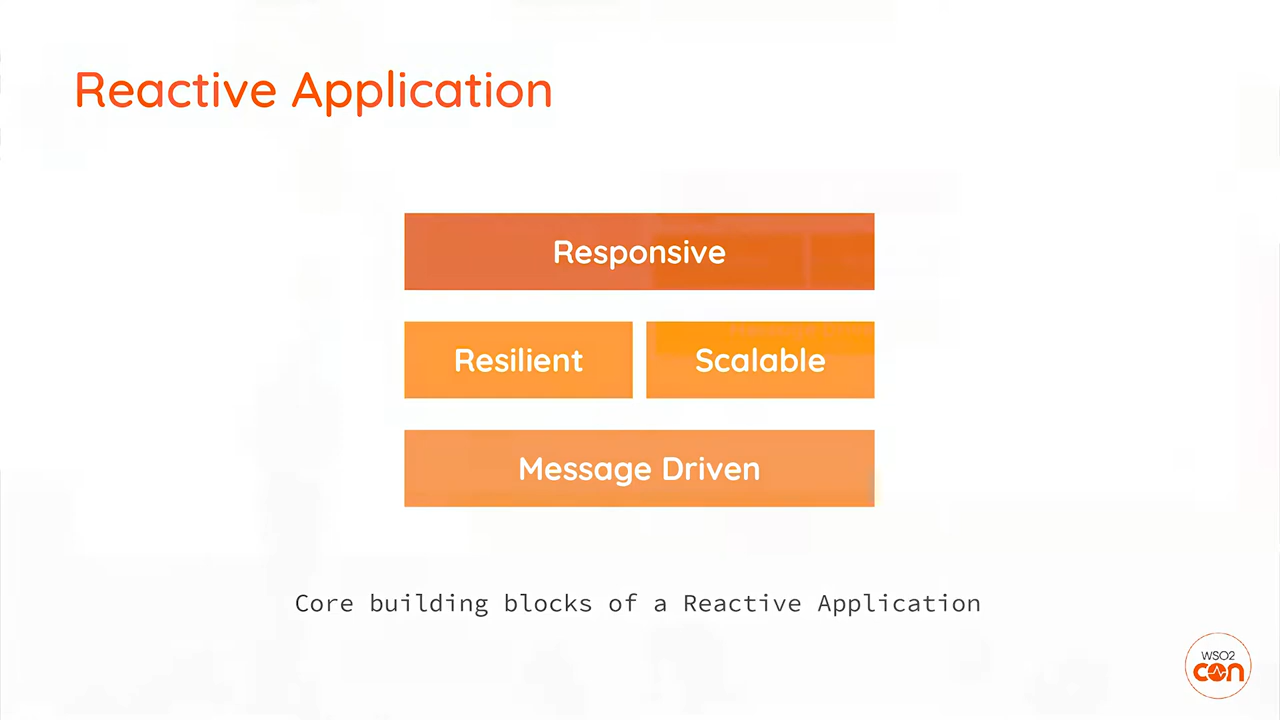 Reactive Application
Responsive
Resilient
Scalable
Message Driven
Core building blocks of a Reactive Application
WSO2
con